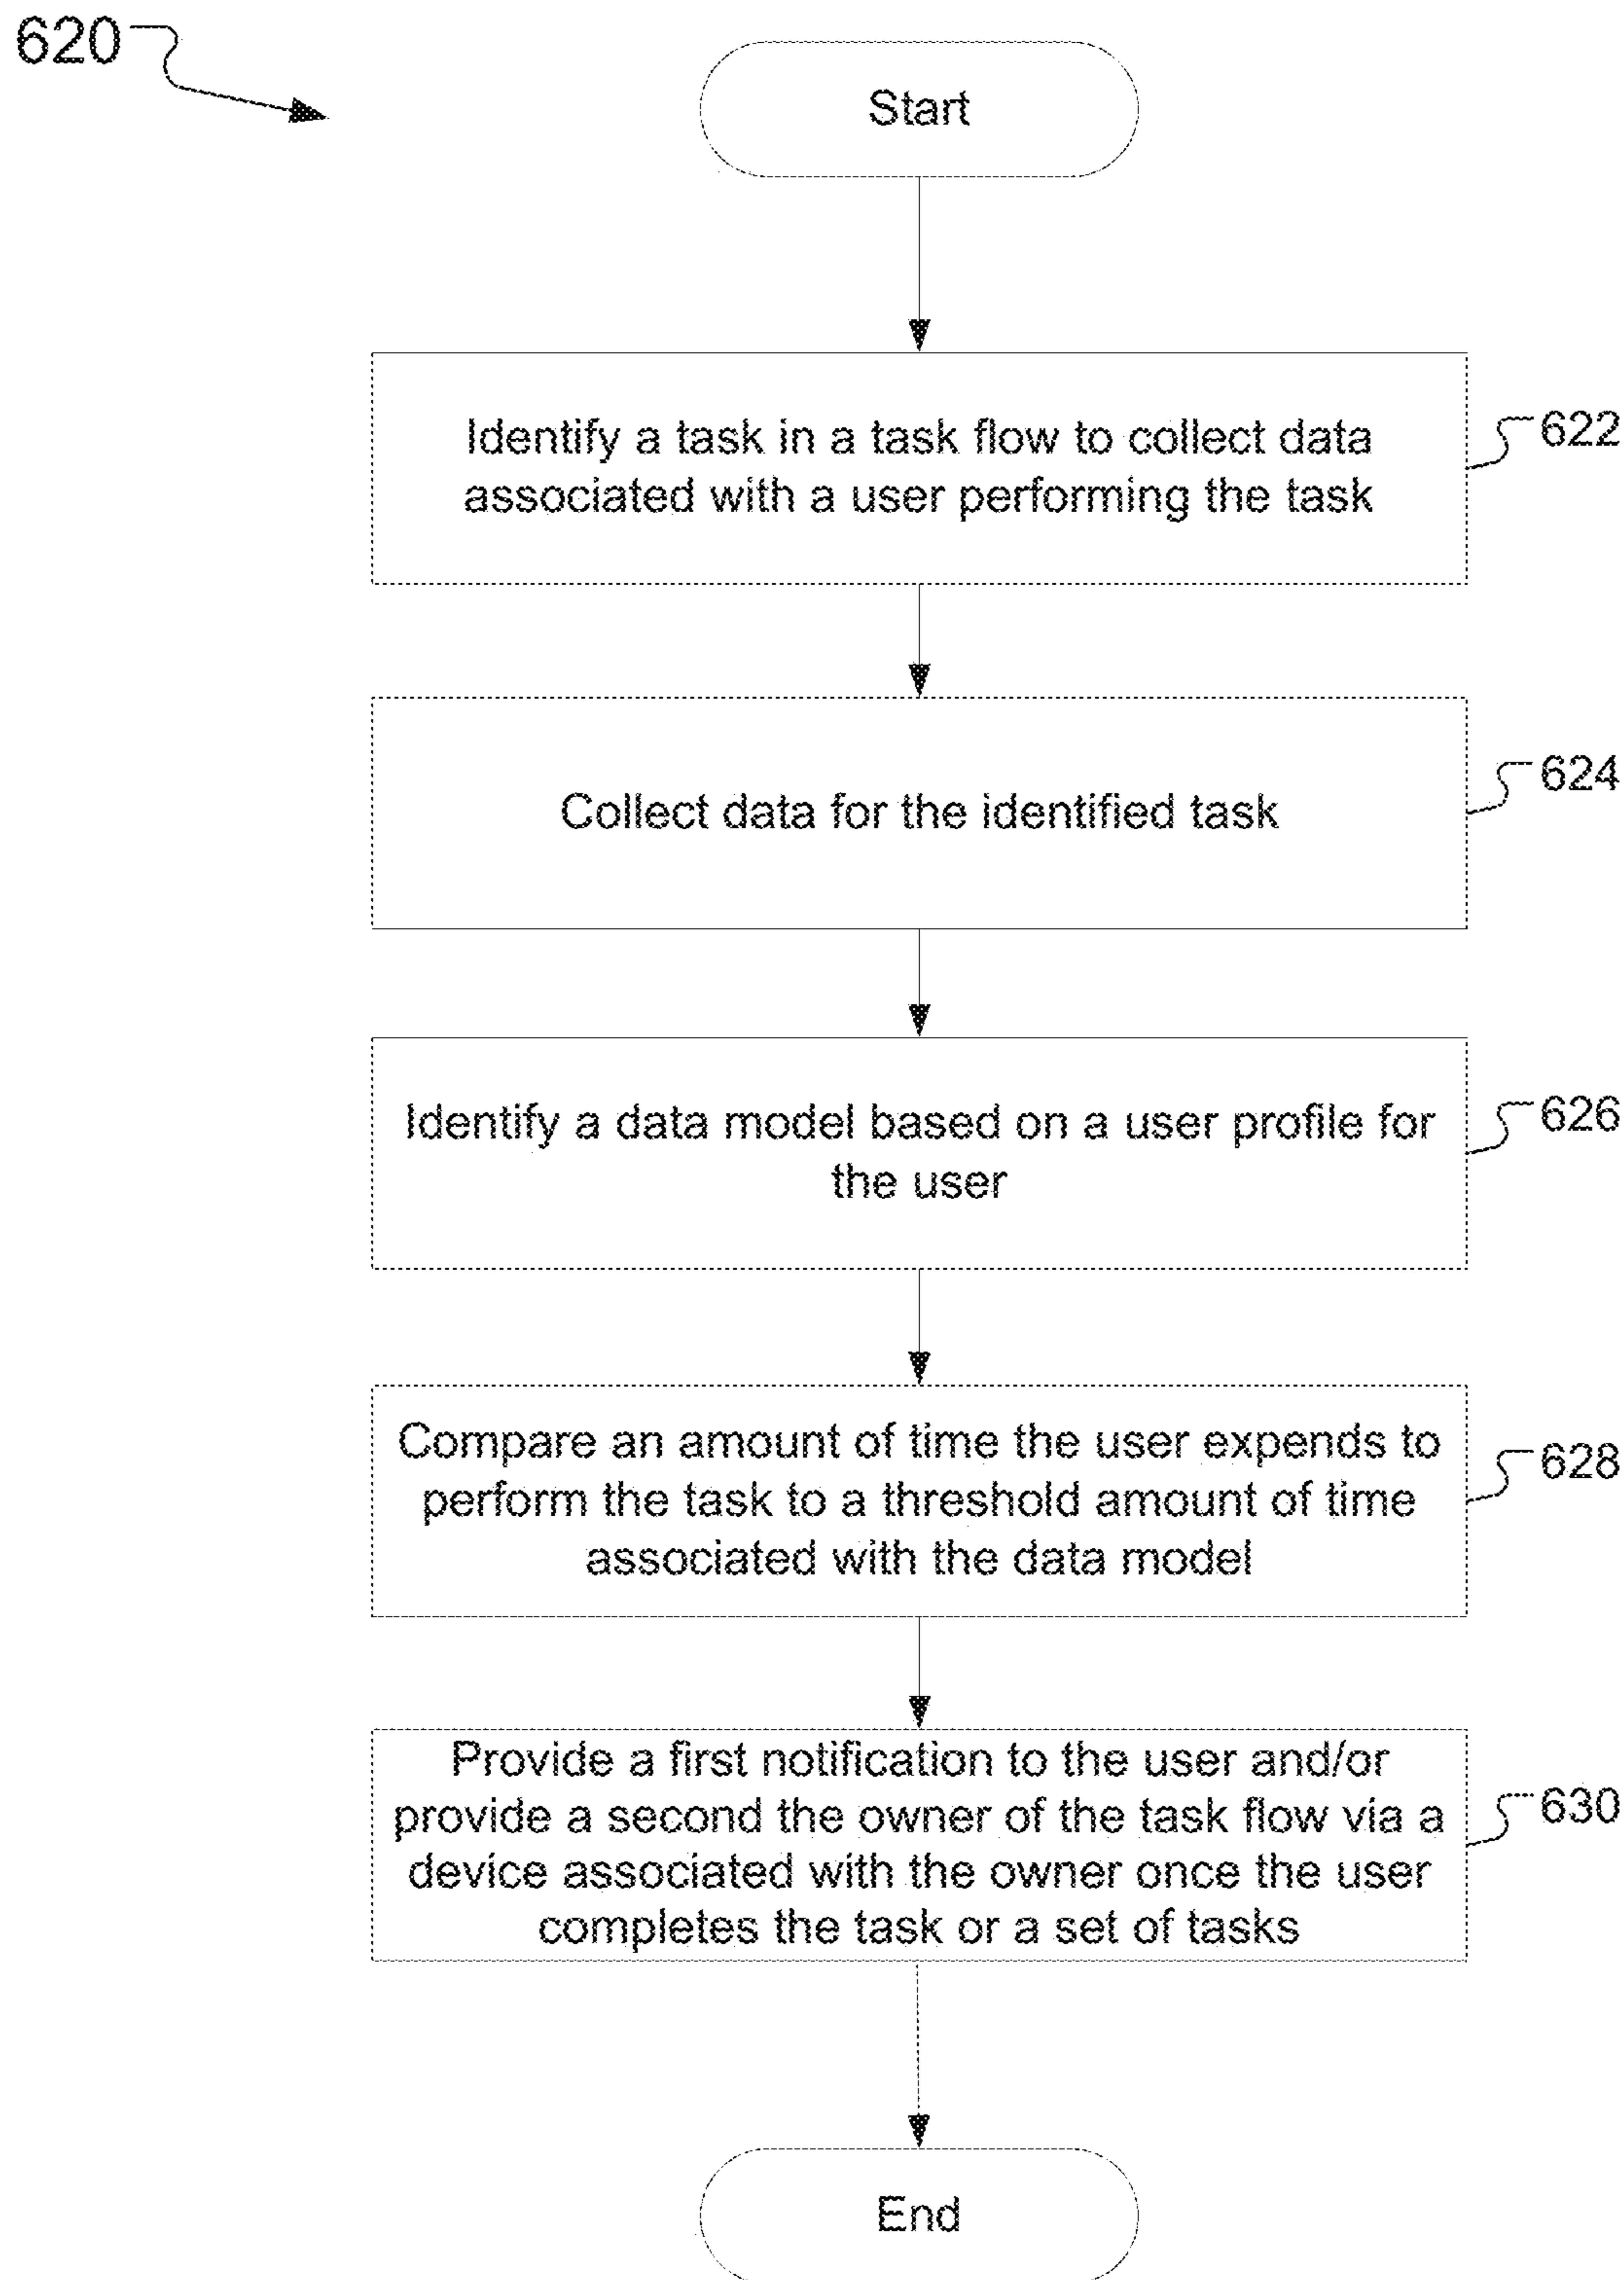 620
Start
Identify a task in a task flow to collect data
associated with a user performing the task
622
Collect data for the identified task
624
Identify a data model based on a user profile for
the user
626
Compare an amount of time the user expends to
perform the task to a threshold amount of time
associated with the data model
628
Provide a first notification to the user and/or
provide a second the owner of the task flow via a
device associated with the owner once the user
completes the task or a set of tasks
630
End